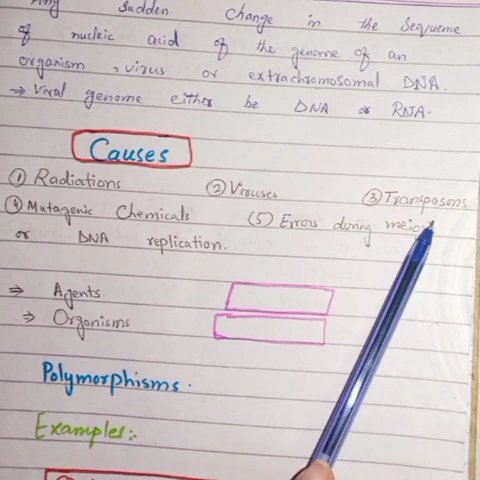 Any sudden change in the Sequence
of nucleic acid of the genome of an
organism, virus or extrachromosomal DNA.
→ Viral genome either be DNA or RNA.
Causes
① Radiations ② Viruses ③ Transposons
④ Mutagenic Chemicals (5) Errors during
or DNA replication.
⇒ Agents
⇒ Organisms
Polymorphisms.
Examples:-